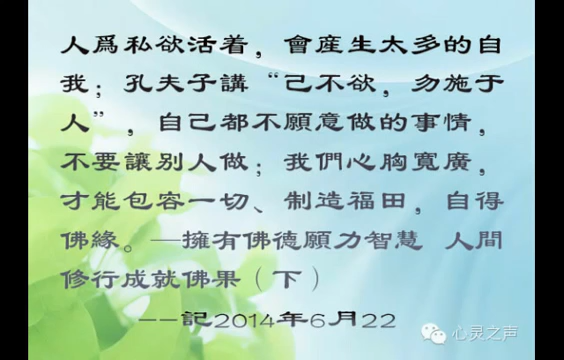 人爲私欲活着，會産生太多的自
我；孔夫子講“己不欲，勿施于
人”，自己都不願意做的事情，
不要讓别人做；我們心胸寬廣，
才能包容一切、制造福田，自得
佛緣。—擁有佛德願力智慧 人間
修行成就佛果（下）
--記2014年6月22
心灵之声